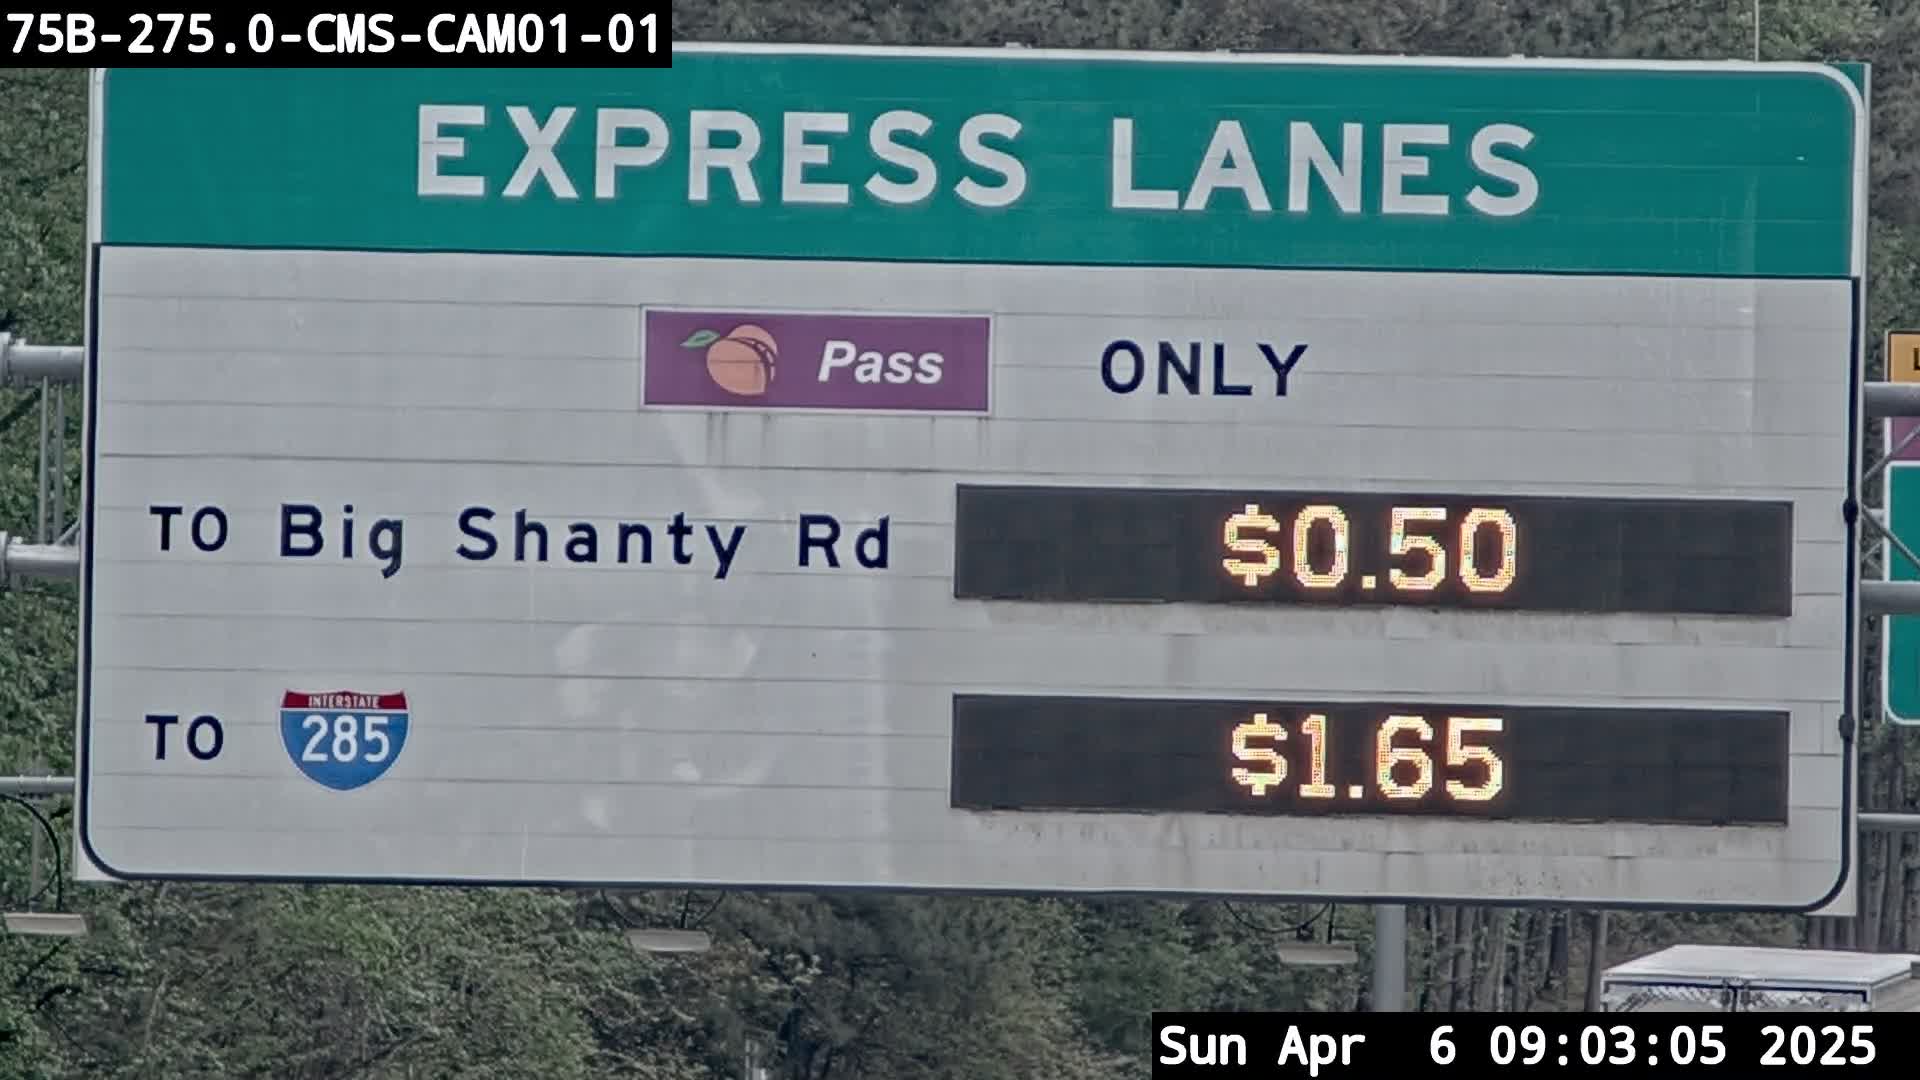 75B-275.0-CMS-CAM01-01
EXPRESS LANES
Pass ONLY
TO Big Shanty Rd $0.50
TO INTERSTATE 285 $1.65
Sun Apr 6 09:03:05 2025